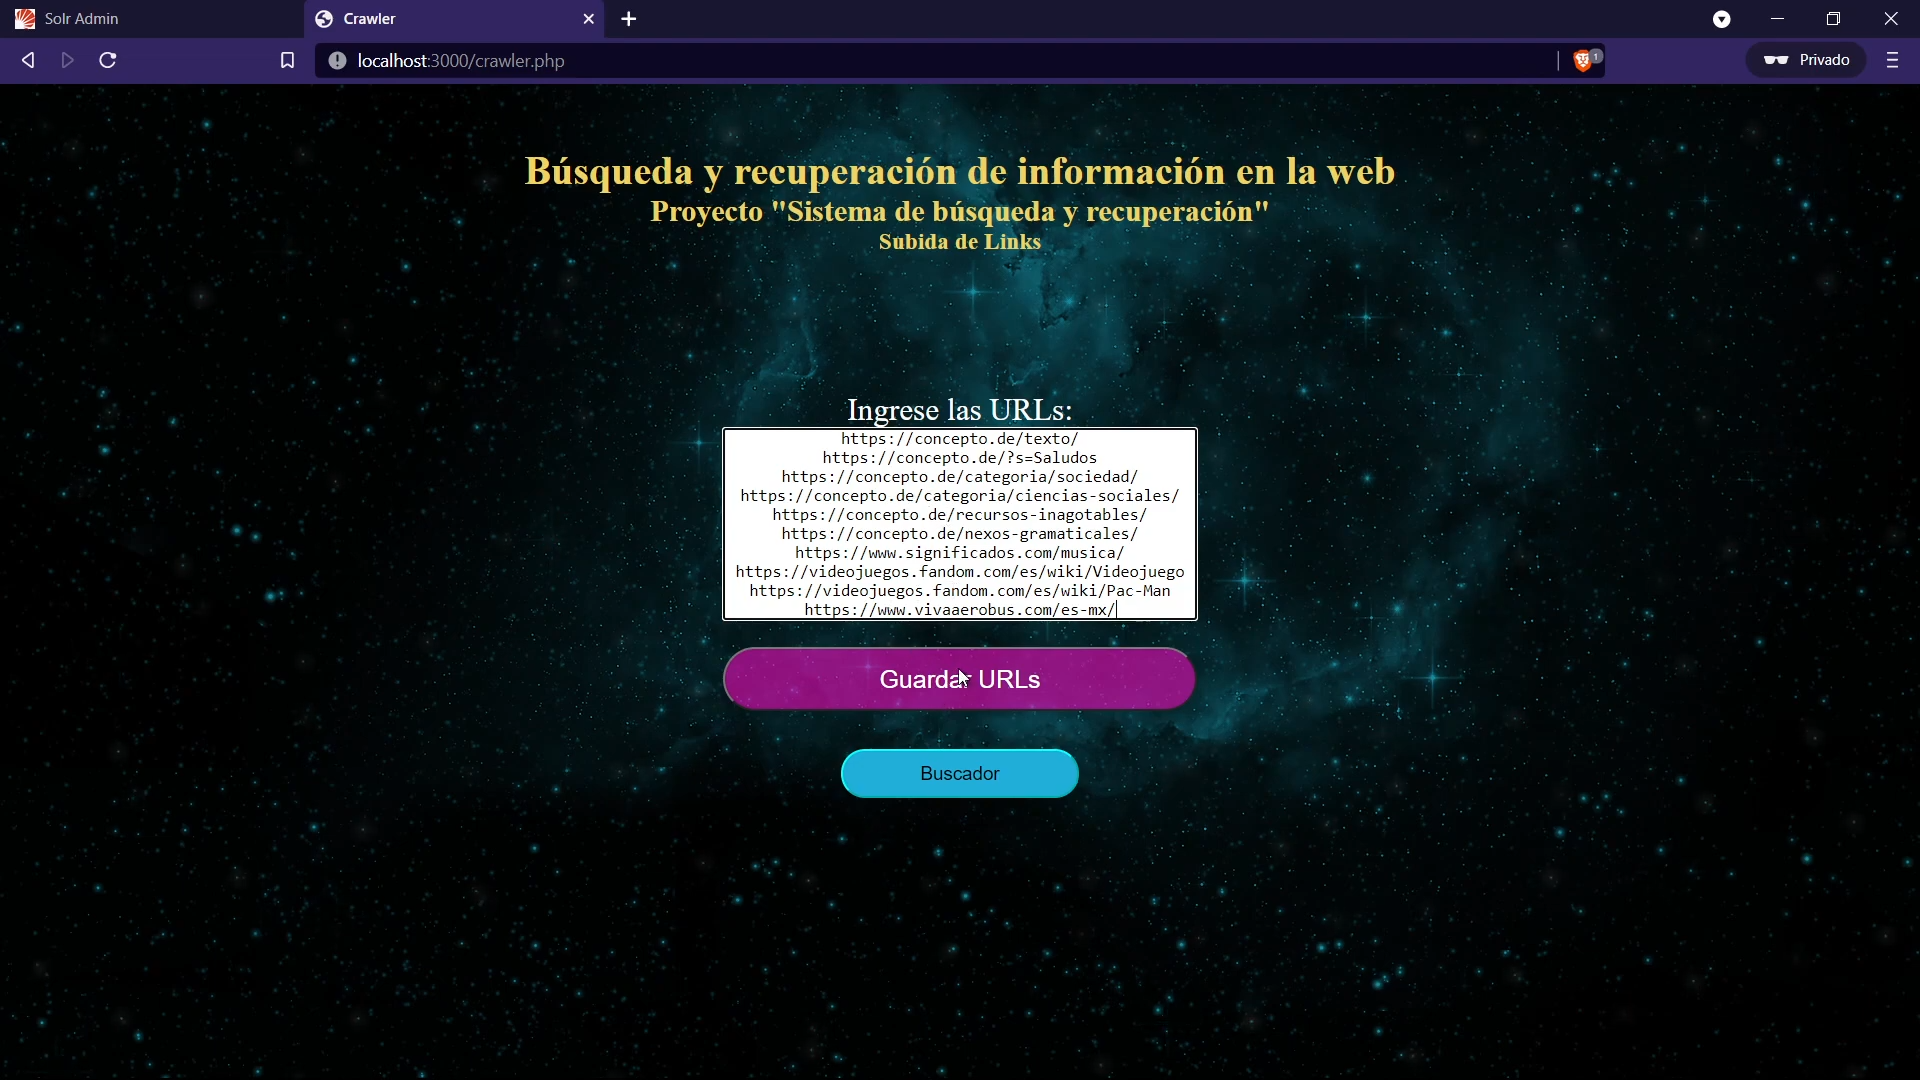 Solr Admin
Crawler
localhost:3000/crawler.php
1
Privado
Búsqueda y recuperación de información en la web
Proyecto "Sistema de búsqueda y recuperación"
Subida de Links
Ingrese las URLs:
https://concepto.de/texto/
https://concepto.de/?s=Saludos
https://concepto.de/categoria/sociedad/
https://concepto.de/categoria/ciencias-sociales/
https://concepto.de/recursos-inagotables/
https://concepto.de/nexos-gramaticales/
https://www.significados.com/musica/
https://videojuegos.fandom.com/es/wiki/Videojuego
https://videojuegos.fandom.com/es/wiki/Pac-Man
https://www.vivaaerobus.com/es-mx/
Guardar URLs
Buscador